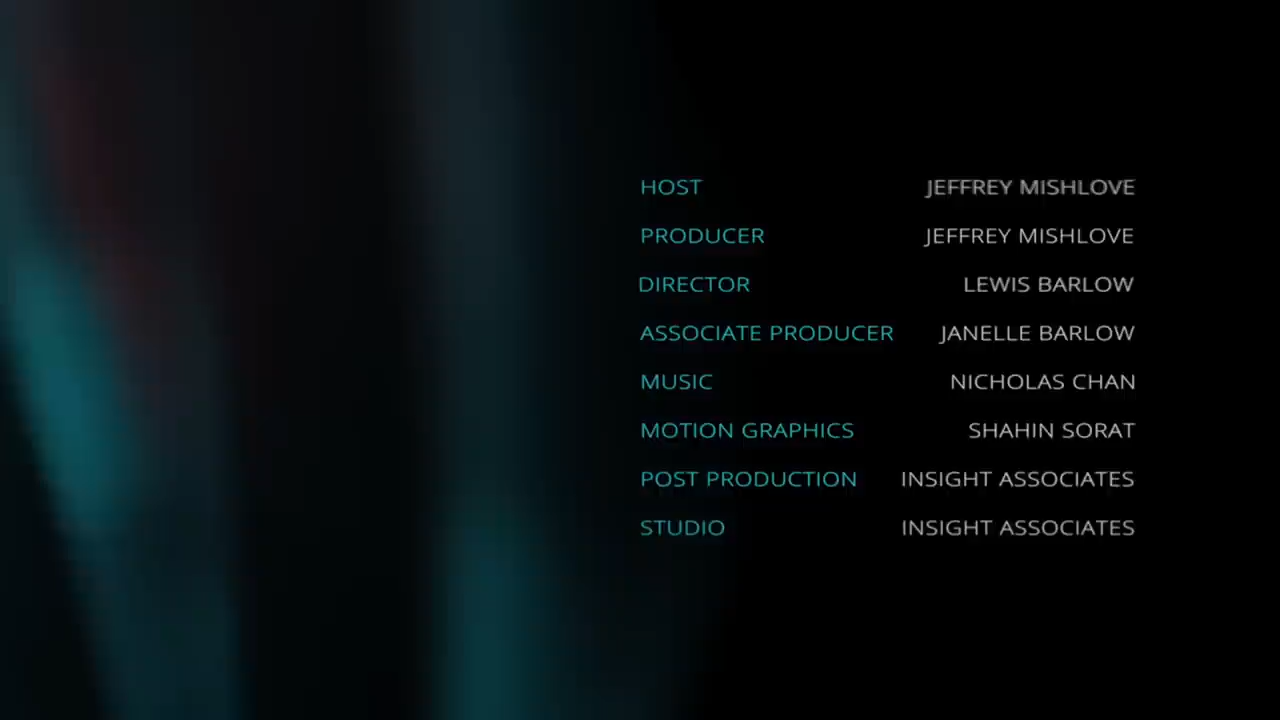 HOST JEFFREY MISHLOVE
PRODUCER JEFFREY MISHLOVE
DIRECTOR LEWIS BARLOW
ASSOCIATE PRODUCER JANELLE BARLOW
MUSIC NICHOLAS CHAN
MOTION GRAPHICS SHAHIN SORAT
POST PRODUCTION INSIGHT ASSOCIATES
STUDIO INSIGHT ASSOCIATES